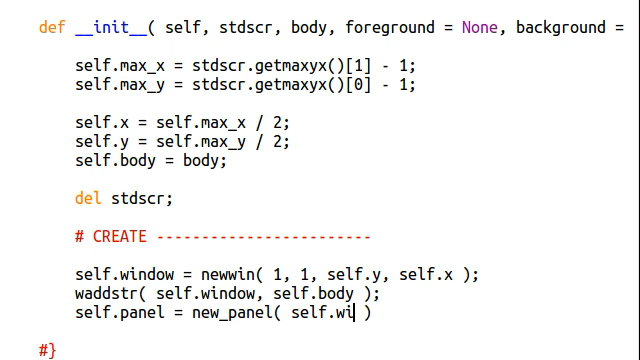 def __init__( self, stdscr, body, foreground = None, background =
self.max_x = stdscr.getmaxyx()[1] - 1;
self.max_y = stdscr.getmaxyx()[0] - 1;
self.x = self.max_x / 2;
self.y = self.max_y / 2;
self.body = body;
del stdscr;
# CREATE ------------------------
self.window = newwin( 1, 1, self.y, self.x );
waddstr( self.window, self.body );
self.panel = new_panel( self.wi )
#}